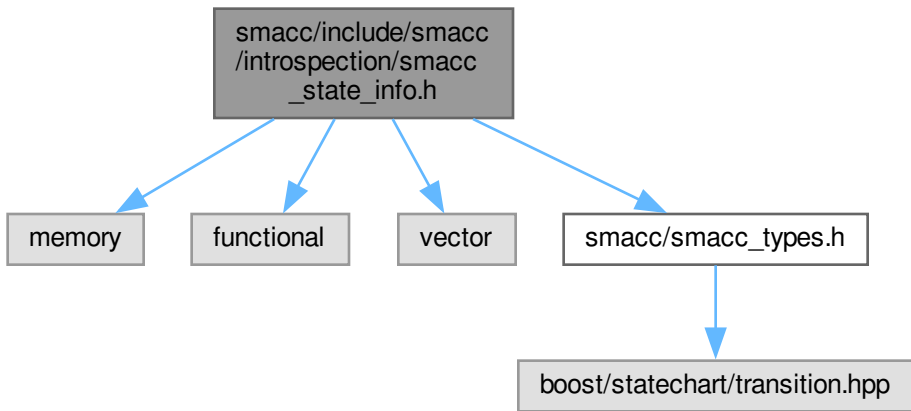 smacc/include/smacc
/introspection/smacc
_state_info.h
memory
functional
vector
smacc/smacc_types.h
boost/statechart/transition.hpp